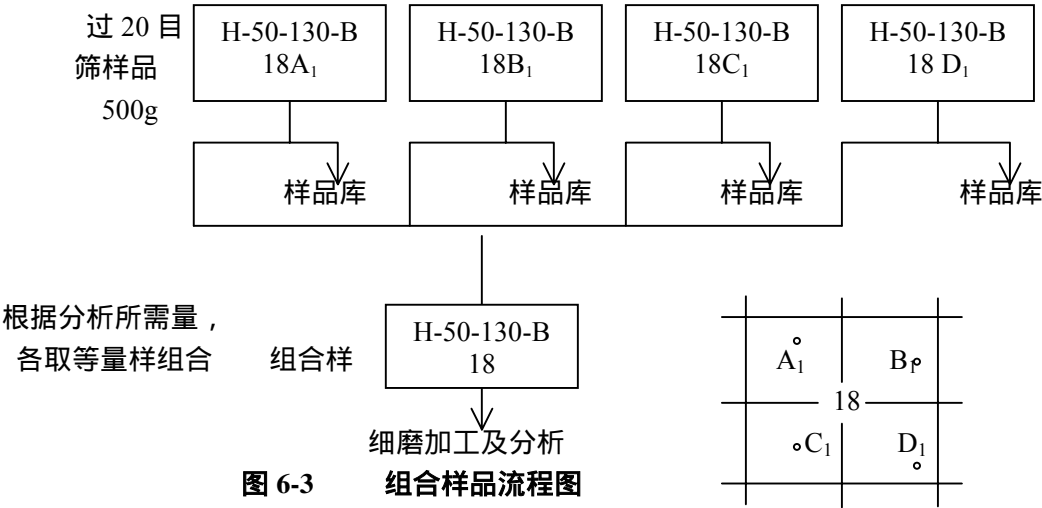 过 20 目
筛样品
500g
H-50-130-B
18A₁
H-50-130-B
18B₁
H-50-130-B
18C₁
H-50-130-B
18 D₁
样品库
样品库
样品库
样品库
根据分析所需量，
各取等量样组合
组合样
H-50-130-B
18
细磨加工及分析
A₁
B₁
18
C₁
D₁
图 6-3 组合样品流程图